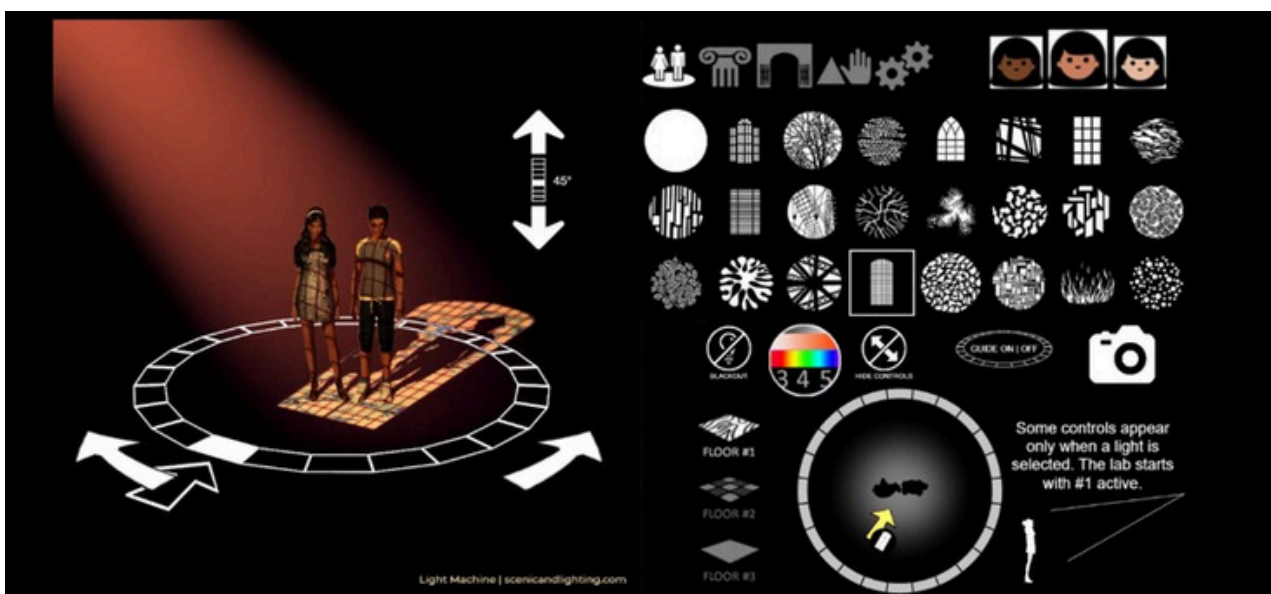 45°
Light Machine | scenicandlighting.com
BLACKOUT
3 4 5
HIDE CONTROLS
GUIDE ON | OFF
FLOOR #1
FLOOR #2
FLOOR #3
Some controls appear
only when a light is
selected. The lab starts
with #1 active.